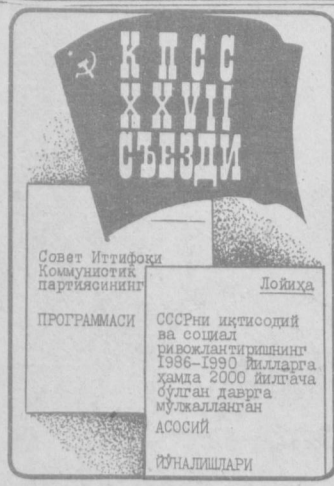 КПСС
XXVII
СЪЕЗДИ
Совет Иттифоқи
Коммунистик
партиясининг
ПРОГРАММАСИ
Лойиҳа
СССРни иқтисодий
ва социал
ривожлантиришнинг
1986—1990 йилларга
ҳамда 2000 йилгача
бўлган даврга
мўлжалланган
АСОСИЙ
ЙЎНАЛИШЛАРИ